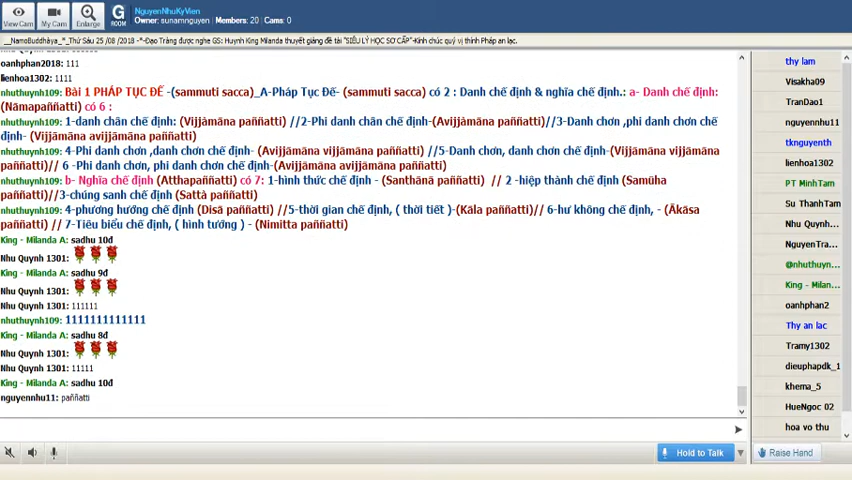 NguyenNhuKyVien
Owner: sunamnguyen Members: 20 Cams: 0
View Cam
My Cam
Enlarge
G
ROOM
__NamoBuddhàya_*_Thứ Sáu 25 /08 /2018 -*-Đạo Tràng được nghe GS: Huynh King Milanda thuyết giảng đề tài "SIÊU LÝ HỌC SƠ CẤP"-Kính chúc quý vị thính Pháp an lạc.
oanhphan2018: 111
lienhoa1302: 1111
nhuthuynh109: Bài 1 PHÁP TỤC ĐẾ -(sammuti sacca)_A-Pháp Tục Đế- (sammuti sacca) có 2 : Danh chế định & nghĩa chế định.: a- Danh chế định:
(Nāmapaññatti) có 6 :
nhuthuynh109: 1-danh chân chế định: (Vijjàmāna paññatti) //2-Phi danh chân chế định-(Avijjàmāna paññatti)//3-Danh chơn ,phi danh chơn chế
định- (Vijjāmāna avijjāmāna paññatti)
nhuthuynh109: 4-Phi danh chơn ,danh chơn chế định- (Avijjāmāna vijjāmāna paññatti) //5-Danh chơn, danh chơn chế định-(Vijjāmāna vijjāmāna
paññatti)// 6 -Phi danh chơn, phi danh chơn chế định-(Avijjāmāna avijjāmāna paññatti)
nhuthuynh109: b- Nghĩa chế định (Atthapaññatti) có 7: 1-hình thức chế định - (Santhāna paññatti) // 2 -hiệp thành chế định (Samūha
paññatti)//3-chúng sanh chế định (Sattà paññatti)
nhuthuynh109: 4-phương hướng chế định (Disā paññatti) //5-thời gian chế định, ( thời tiết )-(Kāla paññatti)// 6-hư không chế định, - (Ākāsa
paññatti) // 7-Tiêu biểu chế định, ( hình tướng ) - (Nimitta paññatti)
King - Milanda A: sadhu 10đ
Nhu Quynh 1301:
King - Milanda A: sadhu 9đ
Nhu Quynh 1301:
Nhu Quynh 1301: 111111
nhuthuynh109: 1111111111111
King - Milanda A: sadhu 8đ
Nhu Quynh 1301:
Nhu Quynh 1301: 11111
King - Milanda A: sadhu 10đ
nguyennhu11: paññatti
thy lam
Visakha09
TranDao1
nguyennhu11
tknguyenth
lienhoa1302
PT MinhTam
Su ThanhTam
Nhu Quynh...
NguyenTra...
@nhuthuyn...
King - Milan...
oanhphan2
Thy an lac
Tramy1302
dieuphapdk_1
khema_5
HueNgoc 02
hoa vo thu
Hold to Talk
Raise Hand